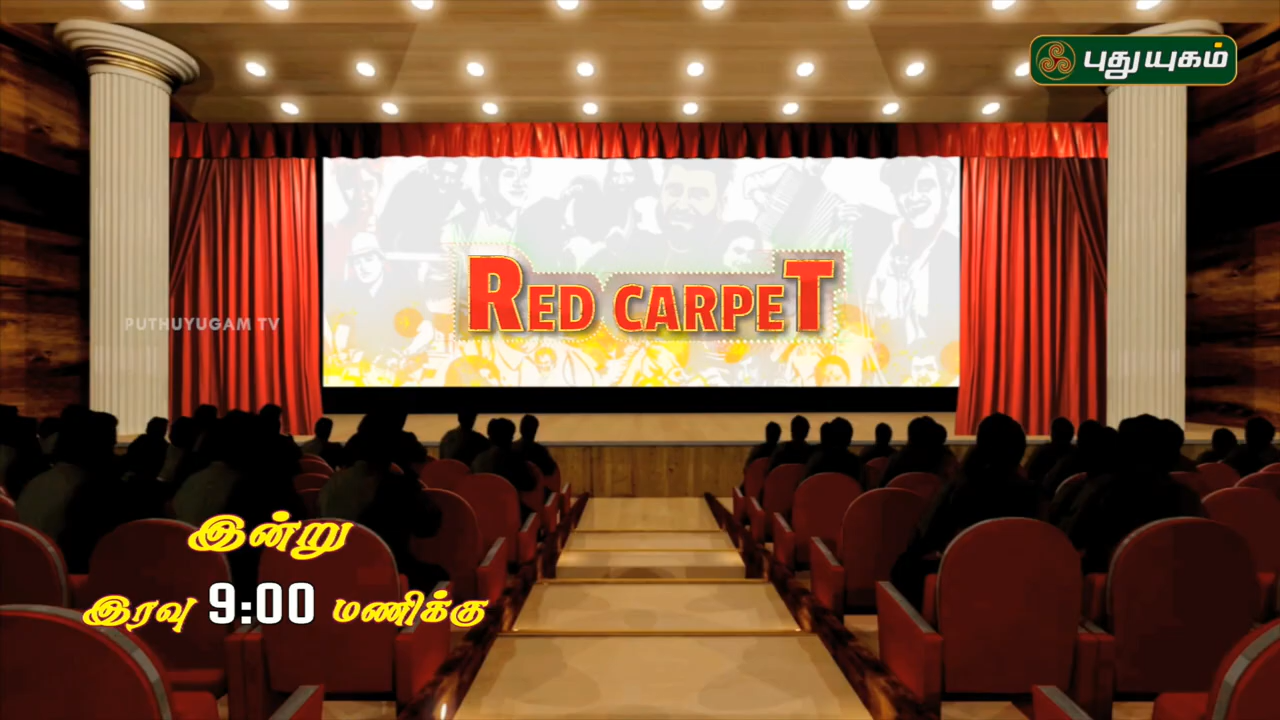 புதுயுகம்
RED CARPET
PUTHUYUGAM TV
இன்று
இரவு 9:00 மணிக்கு